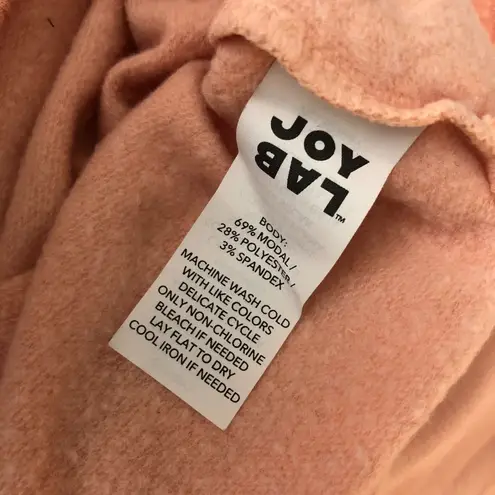 JOY
LAB™
BODY:
69% MODAL/
28% POLYESTER/
3% SPANDEX
MACHINE WASH COLD
WITH LIKE COLORS
DELICATE CYCLE
ONLY NON-CHLORINE
BLEACH IF NEEDED
LAY FLAT TO DRY
COOL IRON IF NEEDED